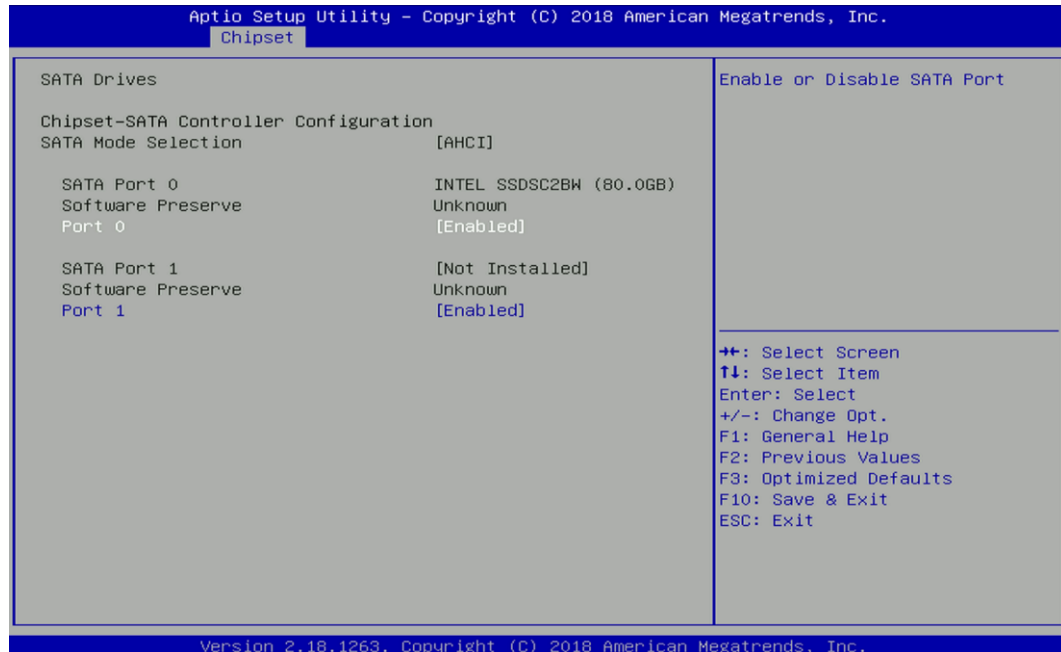 Aptio Setup Utility – Copyright (C) 2018 American Megatrends, Inc.
Chipset
SATA Drives
Chipset-SATA Controller Configuration
SATA Mode Selection [AHCI]
SATA Port 0 INTEL SSDSC2BW (80.0GB)
Software Preserve Unknown
Port 0 [Enabled]
SATA Port 1 [Not Installed]
Software Preserve Unknown
Port 1 [Enabled]
Enable or Disable SATA Port
→←: Select Screen
↑↓: Select Item
Enter: Select
+/-: Change Opt.
F1: General Help
F2: Previous Values
F3: Optimized Defaults
F10: Save & Exit
ESC: Exit
Version 2.18.1263. Copyright (C) 2018 American Megatrends, Inc.